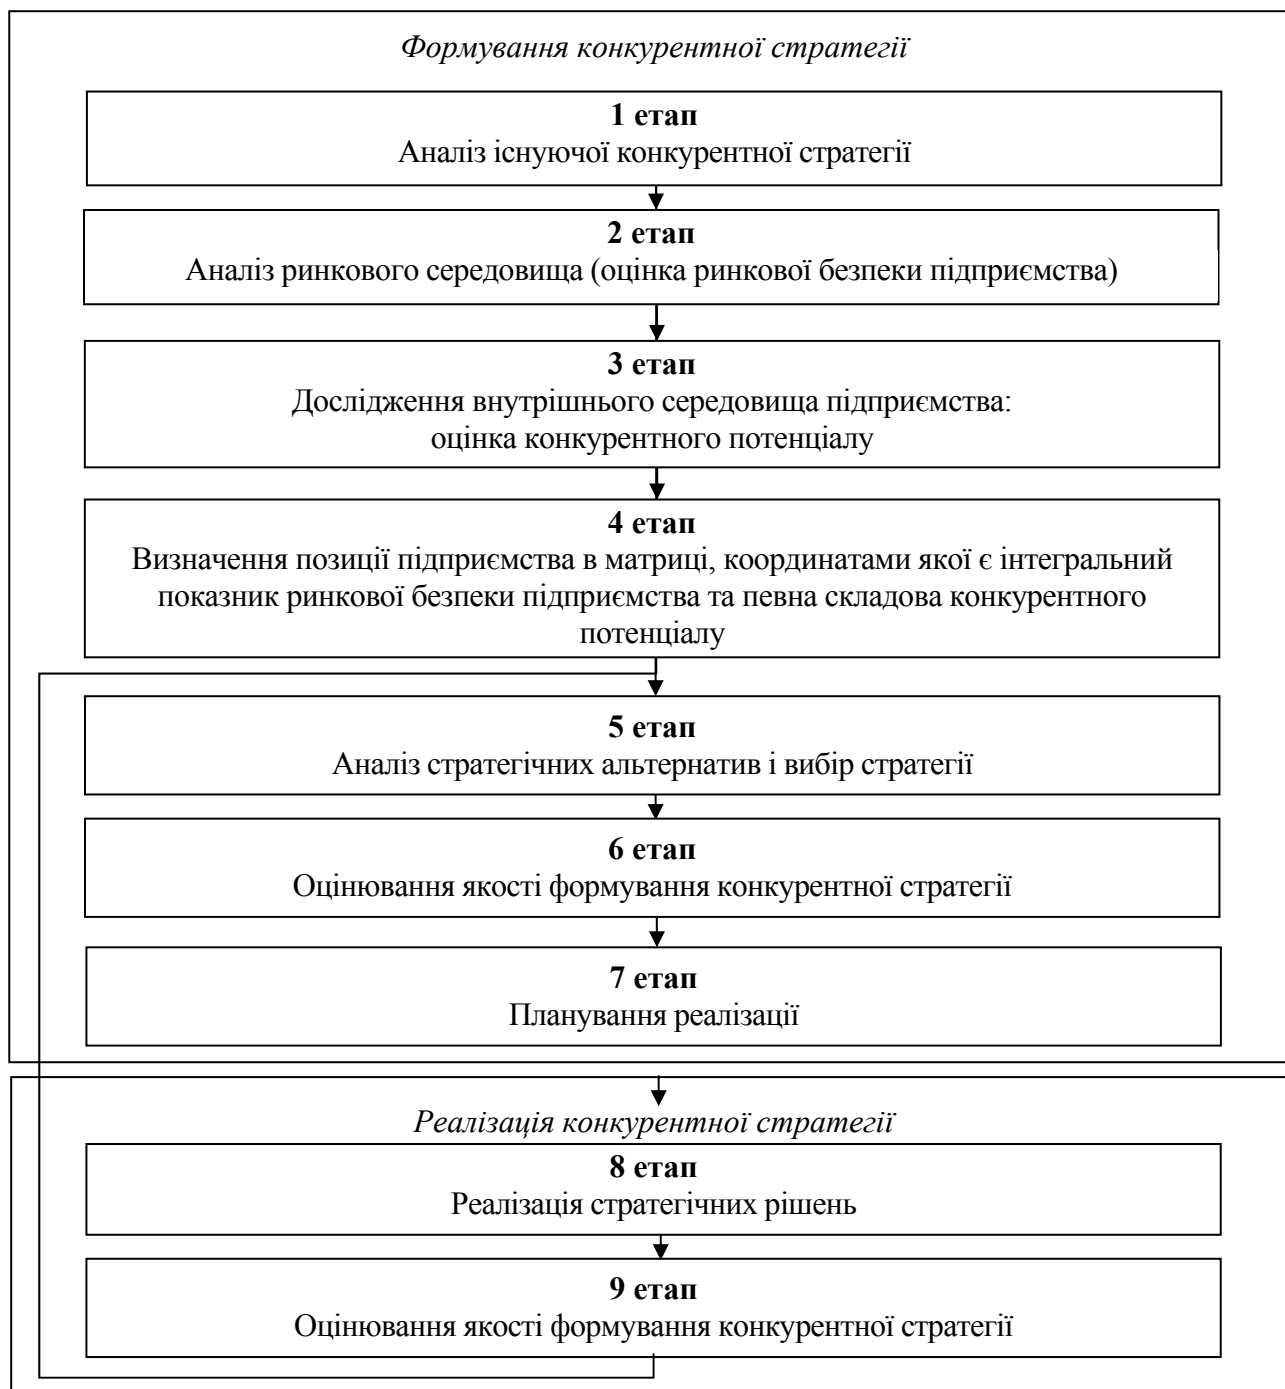 Формування конкурентної стратегії
1 етап
Аналіз існуючої конкурентної стратегії
2 етап
Аналіз ринкового середовища (оцінка ринкової безпеки підприємства)
3 етап
Дослідження внутрішнього середовища підприємства:
оцінка конкурентного потенціалу
4 етап
Визначення позиції підприємства в матриці, координатами якої є інтегральний
показник ринкової безпеки підприємства та певна складова конкурентного
потенціалу
5 етап
Аналіз стратегічних альтернатив і вибір стратегії
6 етап
Оцінювання якості формування конкурентної стратегії
7 етап
Планування реалізації
Реалізація конкурентної стратегії
8 етап
Реалізація стратегічних рішень
9 етап
Оцінювання якості формування конкурентної стратегії